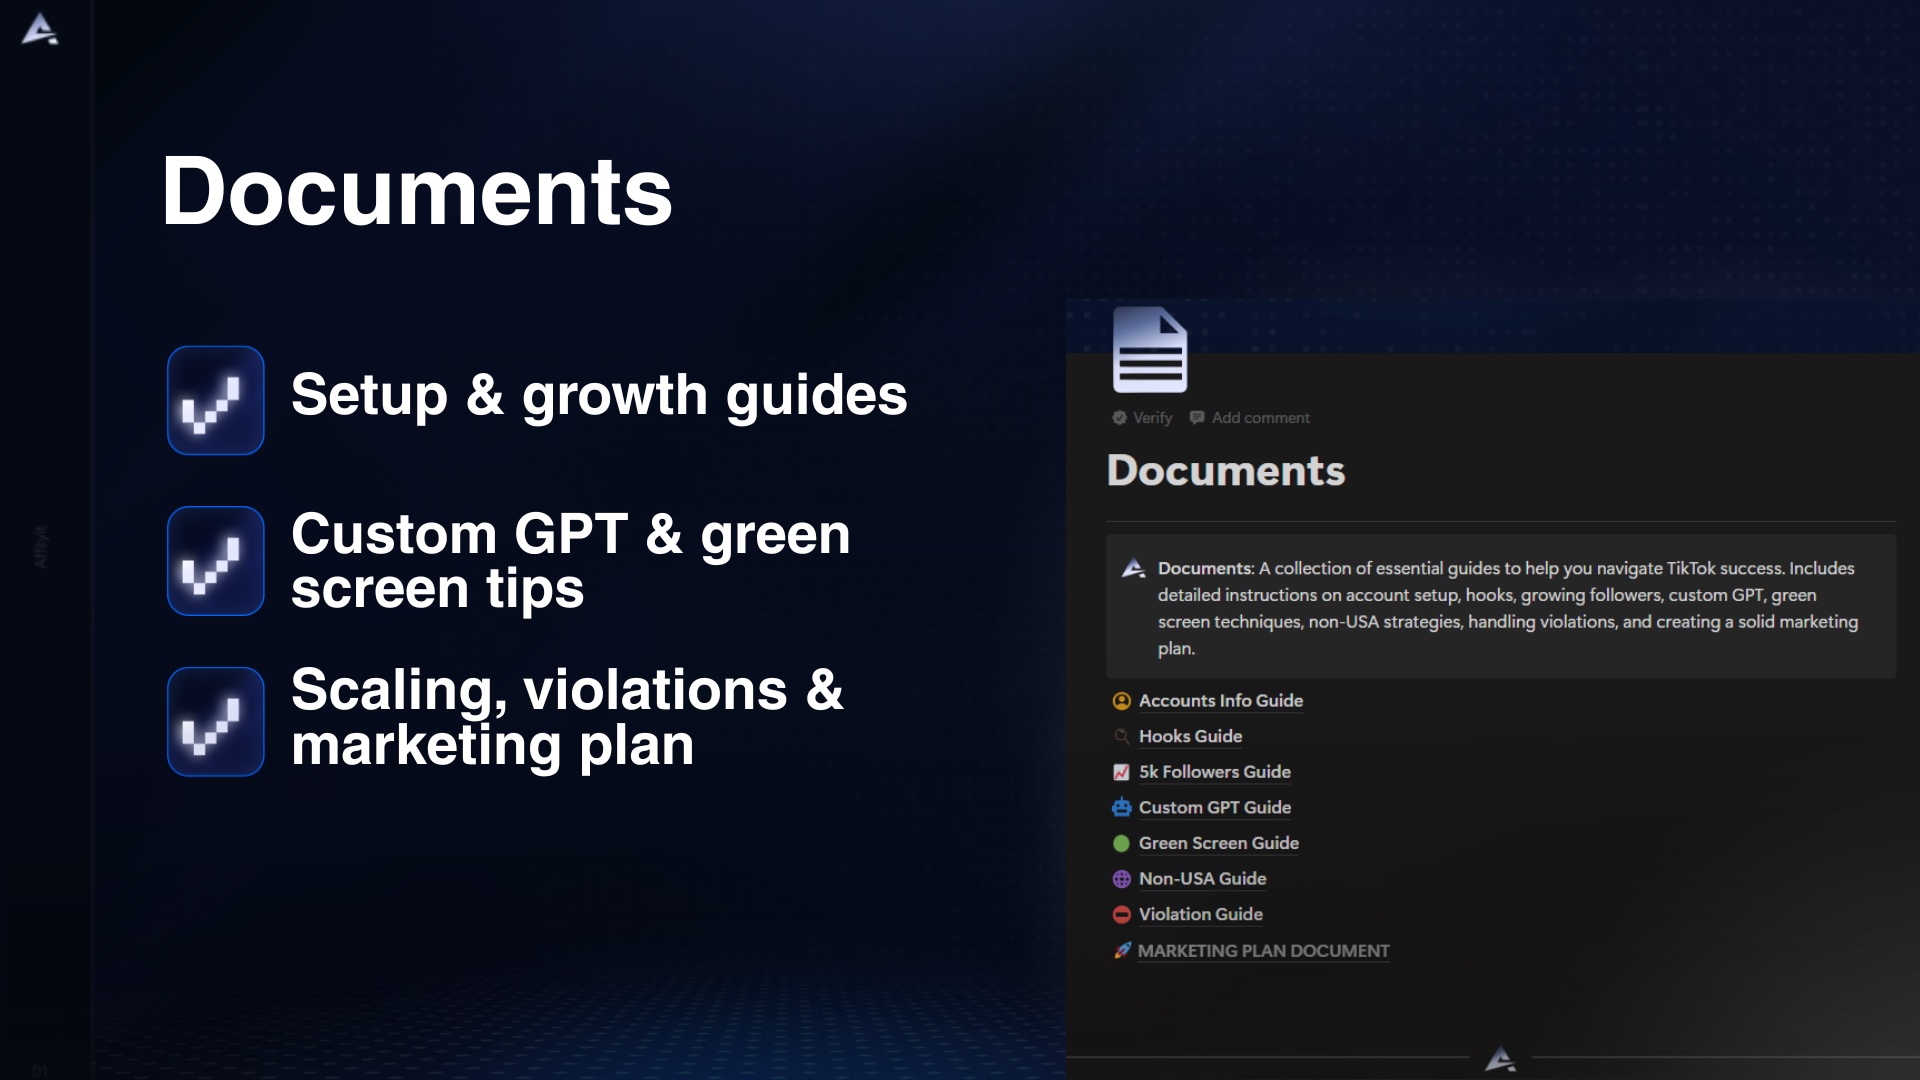 Documents
Setup & growth guides
Custom GPT & green
screen tips
Scaling, violations &
marketing plan
Verify
Add comment
Documents
Documents: A collection of essential guides to help you navigate TikTok success. Includes
detailed instructions on account setup, hooks, growing followers, custom GPT, green
screen techniques, non-USA strategies, handling violations, and creating a solid marketing
plan.
Accounts Info Guide
Hooks Guide
5k Followers Guide
Custom GPT Guide
Green Screen Guide
Non-USA Guide
Violation Guide
MARKETING PLAN DOCUMENT
01